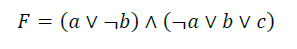 F = (a ∨ ¬b) ∧ (¬a ∨ b ∨ c)